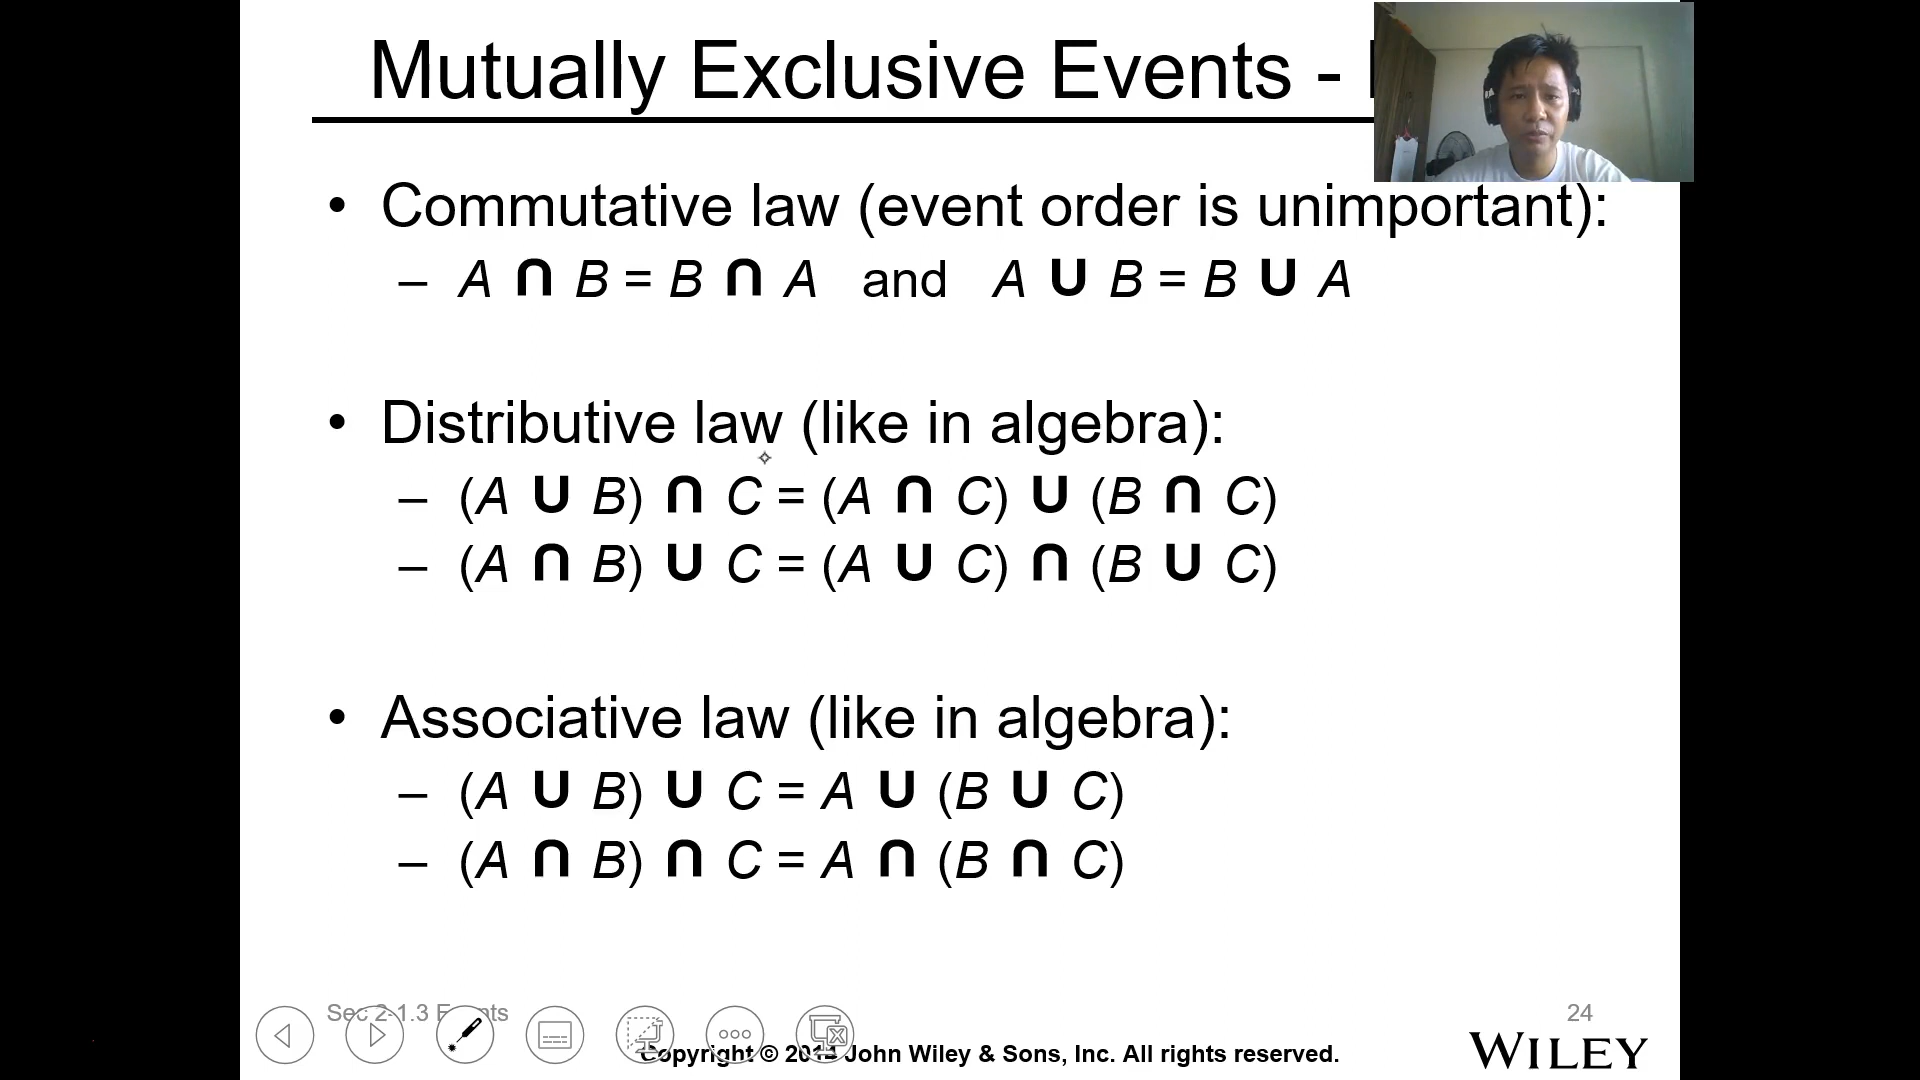 Mutually Exclusive Events -
• Commutative law (event order is unimportant):
– A ∩ B = B ∩ A and A ∪ B = B ∪ A
• Distributive law (like in algebra):
– (A ∪ B) ∩ C = (A ∩ C) ∪ (B ∩ C)
– (A ∩ B) ∪ C = (A ∪ C) ∩ (B ∪ C)
• Associative law (like in algebra):
– (A ∪ B) ∪ C = A ∪ (B ∪ C)
– (A ∩ B) ∩ C = A ∩ (B ∩ C)
Sec 2-1.3 Events
24
Copyright © 2014 John Wiley & Sons, Inc. All rights reserved.
WILEY